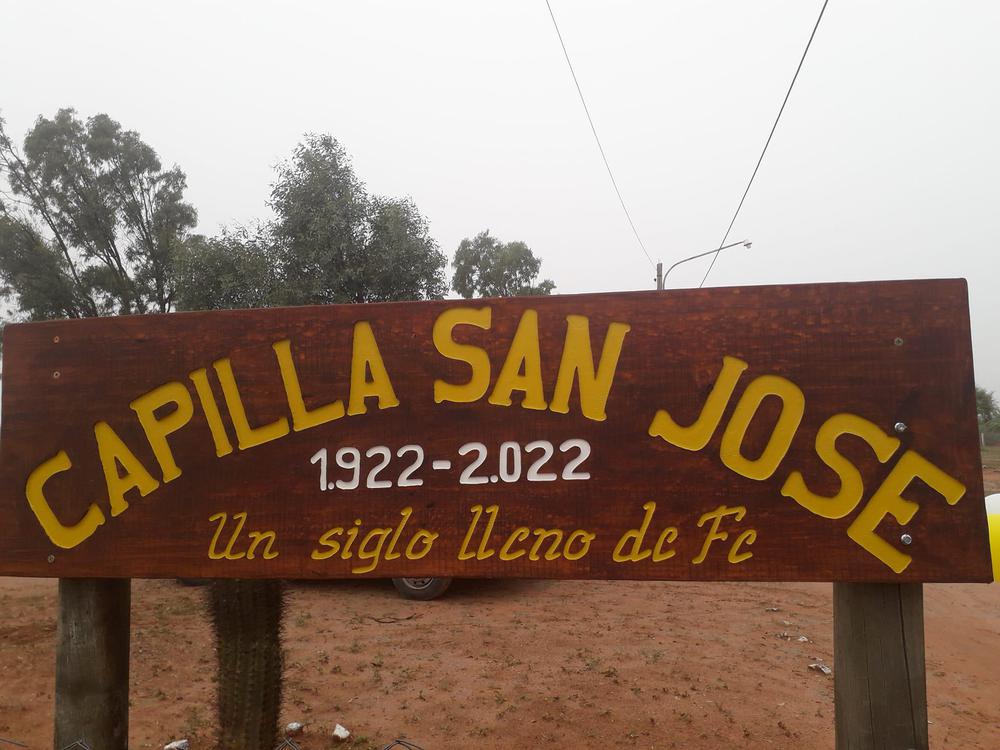 CAPILLA SAN JOSE
1.922-2.022
Un siglo lleno de Fe